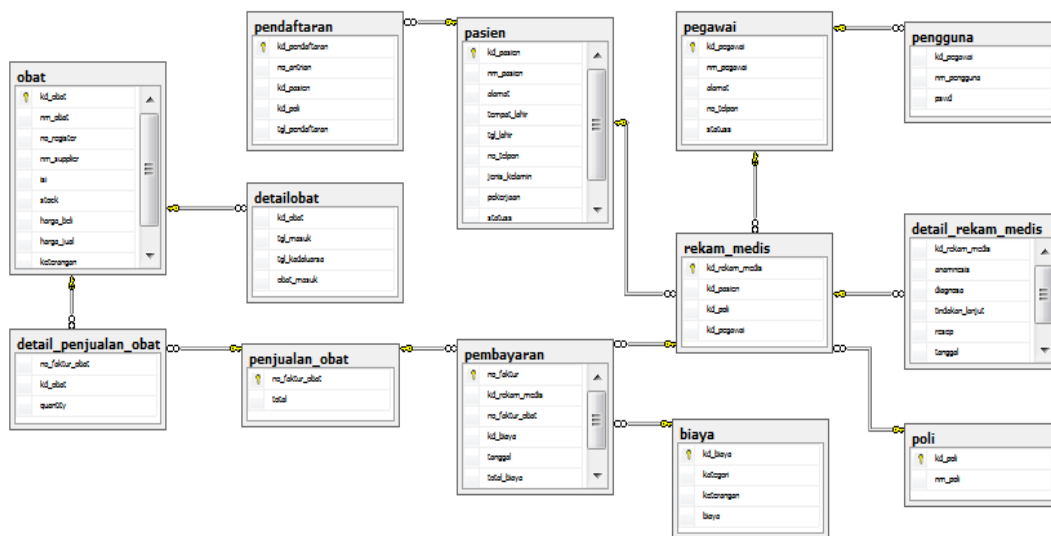 obat
kd_obat
nm_obat
no_register
nm_supplier
isi
stock
harga_beli
harga_jual
keterangan
pendaftaran
kd_pendaftaran
no_antrian
kd_pasien
kd_poli
tgl_pendaftaran
detailobat
kd_obat
tgl_masuk
tgl_kadaluarsa
obat_masuk
pasien
kd_pasien
nm_pasien
alamat
tempat_lahir
tgl_lahir
no_telpon
jenis_kelamin
pekerjaan
statuss
pegawai
kd_pegawai
nm_pegawai
alamat
no_telpon
statuss
pengguna
kd_pegawai
nm_pengguna
pswd
rekam_medis
kd_rekam_medis
kd_pasien
kd_poli
kd_pegawai
detail_rekam_medis
kd_rekam_medis
anamnesis
diagnosa
tindakan_lanjut
resep
tanggal
detail_penjualan_obat
no_faktur_obat
kd_obat
quantity
penjualan_obat
no_faktur_obat
total
pembayaran
no_faktur
kd_rekam_medis
no_faktur_obat
kd_biaya
tanggal
total_biaya
biaya
kd_biaya
kategori
keterangan
biaya
poli
kd_poli
nm_poli